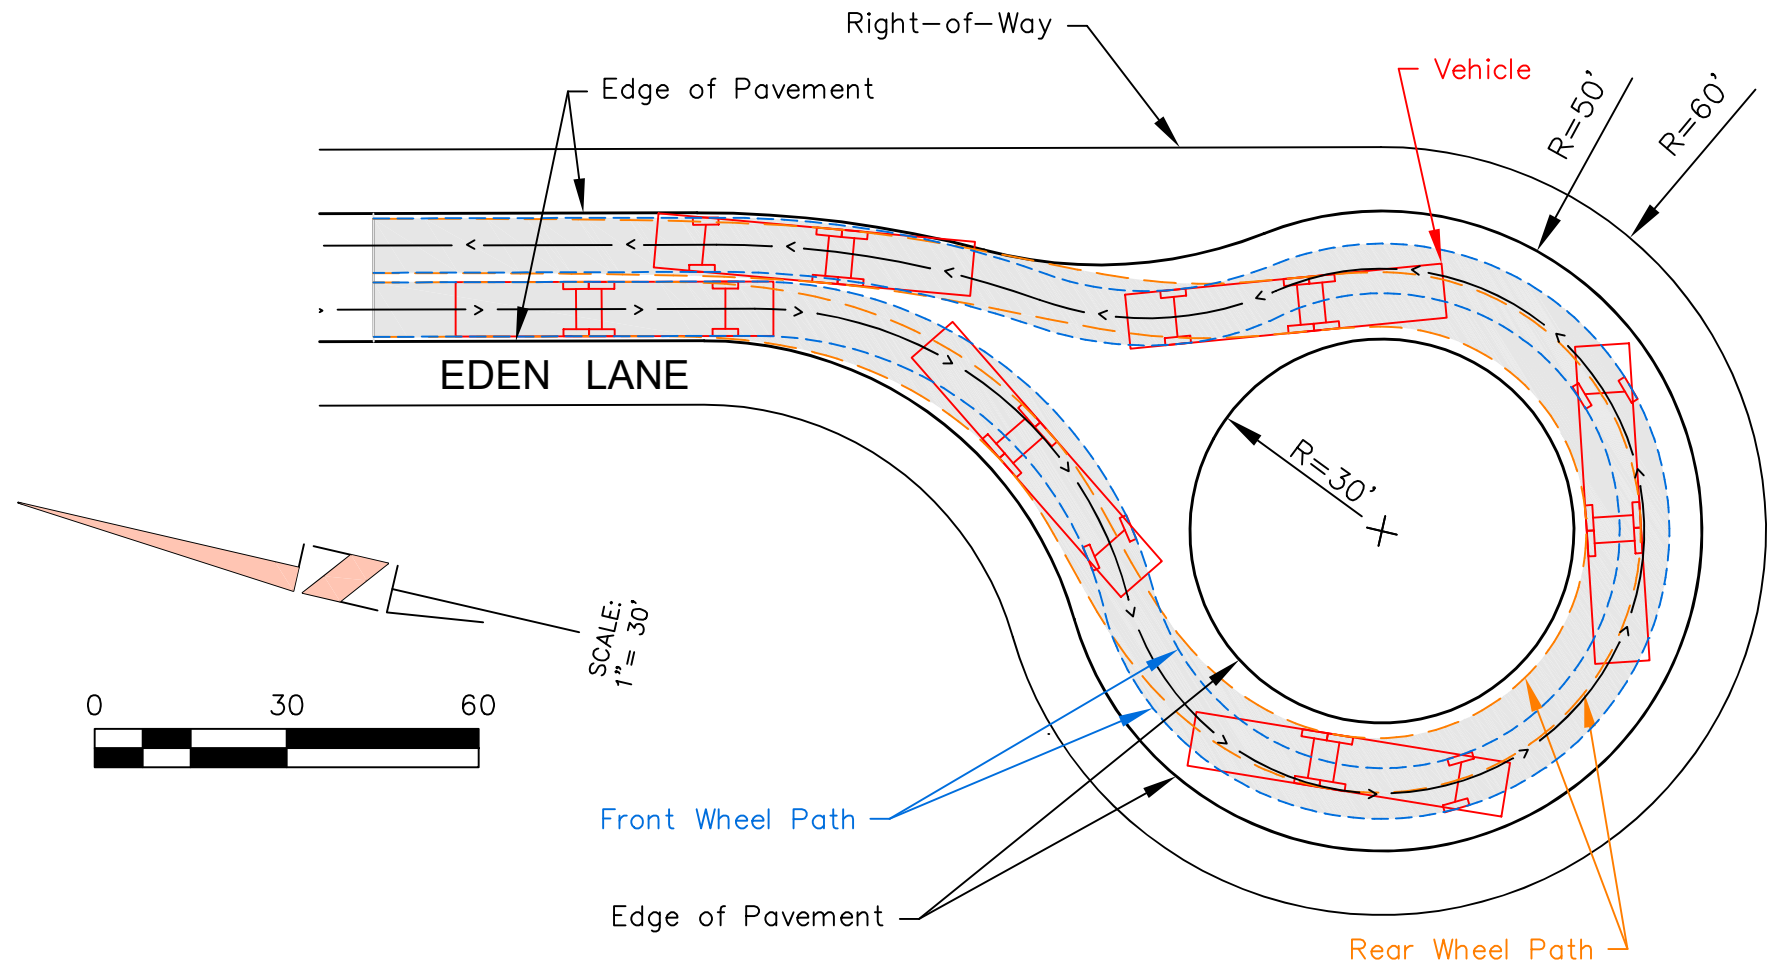 Right-of-Way
Edge of Pavement
Vehicle
R=50'
R=60'
EDEN LANE
R=30'
SCALE:
1"= 30'
0 30 60
Front Wheel Path
Edge of Pavement
Rear Wheel Path